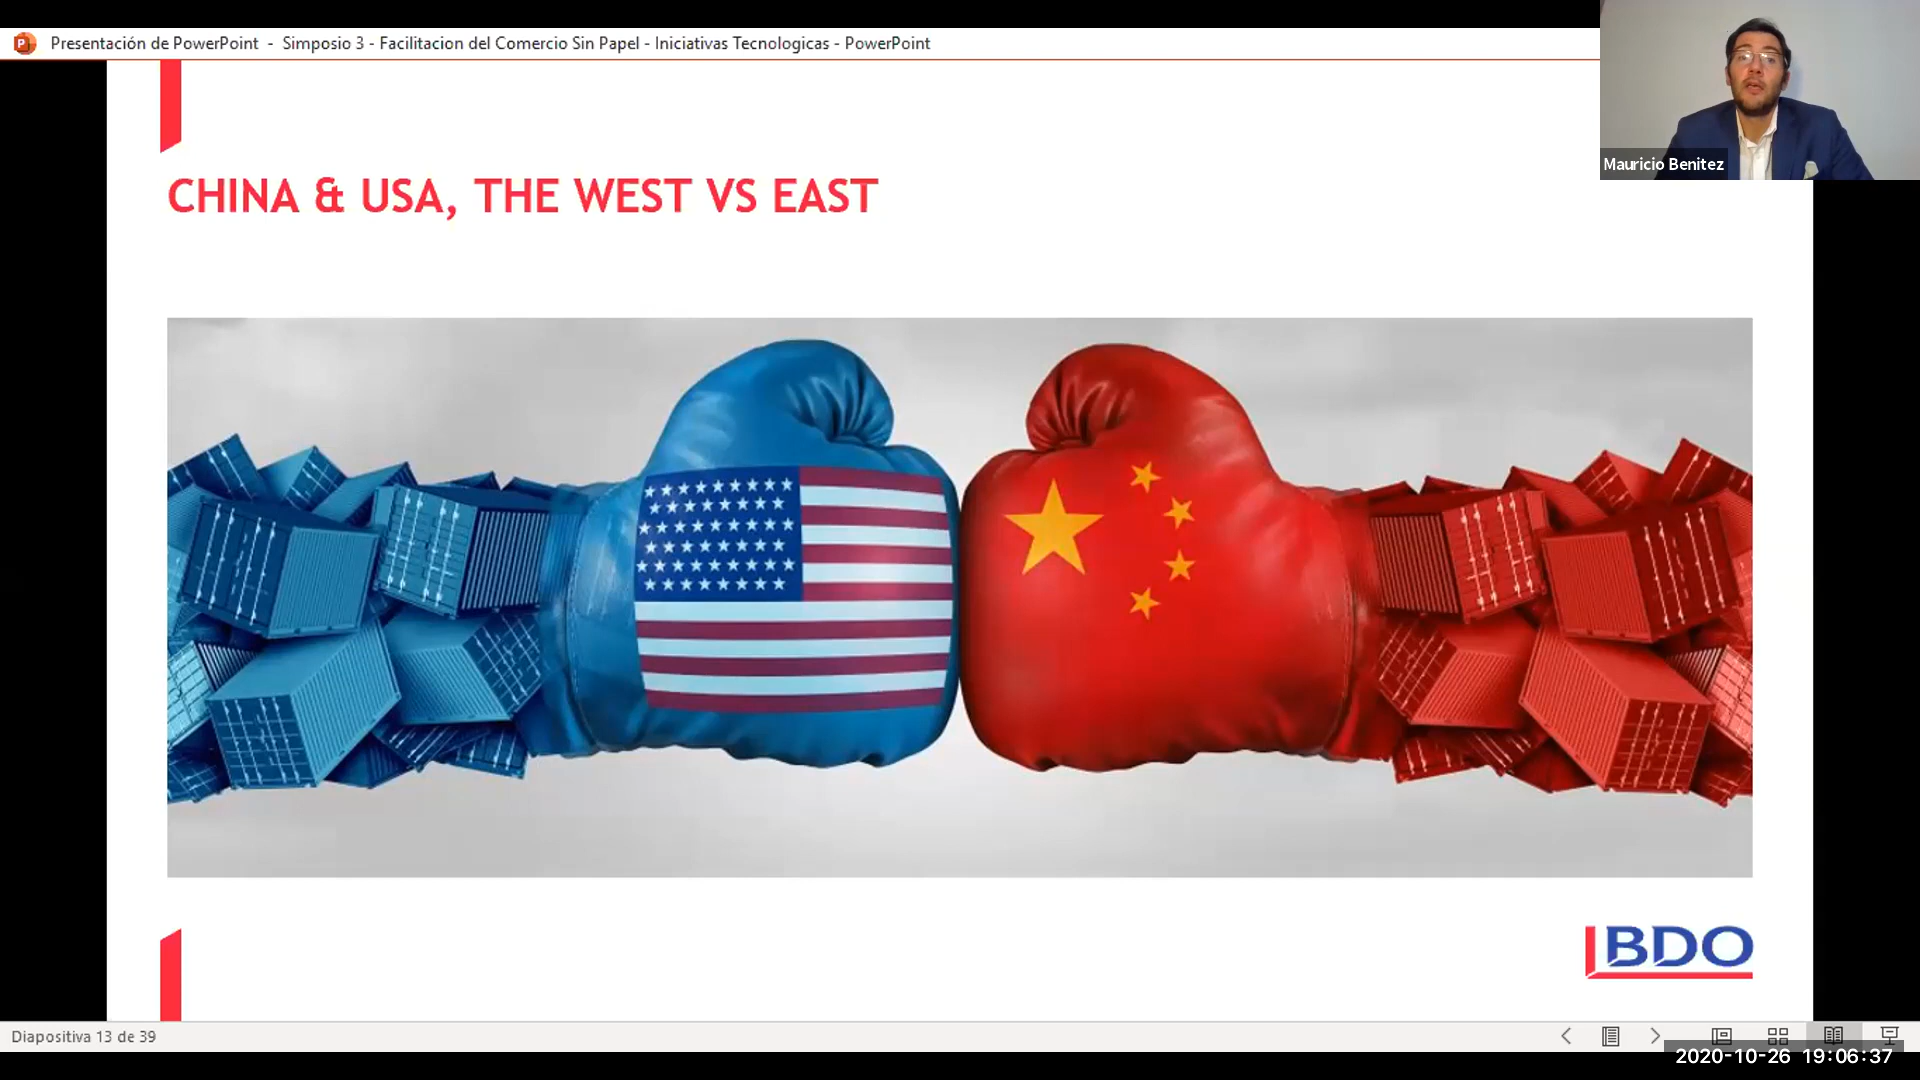 Presentación de PowerPoint - Simposio 3 - Facilitacion del Comercio Sin Papel - Iniciativas Tecnologicas - PowerPoint
Mauricio Benitez
CHINA & USA, THE WEST VS EAST
BDO
Diapositiva 13 de 39
2020-10-26 19:06:37